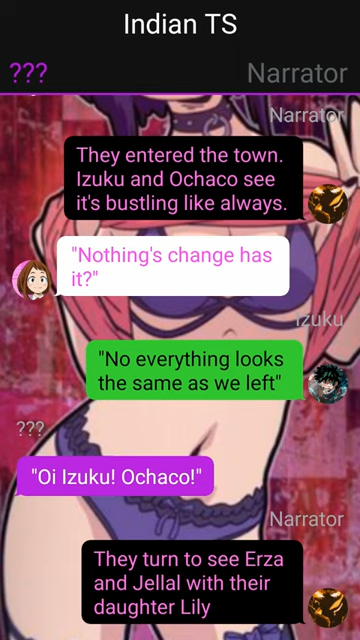 Indian TS
??? Narrator
Narrator
They entered the town.
Izuku and Ochaco see
it's bustling like always.
"Nothing's change has
it?"
Izuku
"No everything looks
the same as we left"
???
"Oi Izuku! Ochaco!"
Narrator
They turn to see Erza
and Jellal with their
daughter Lily